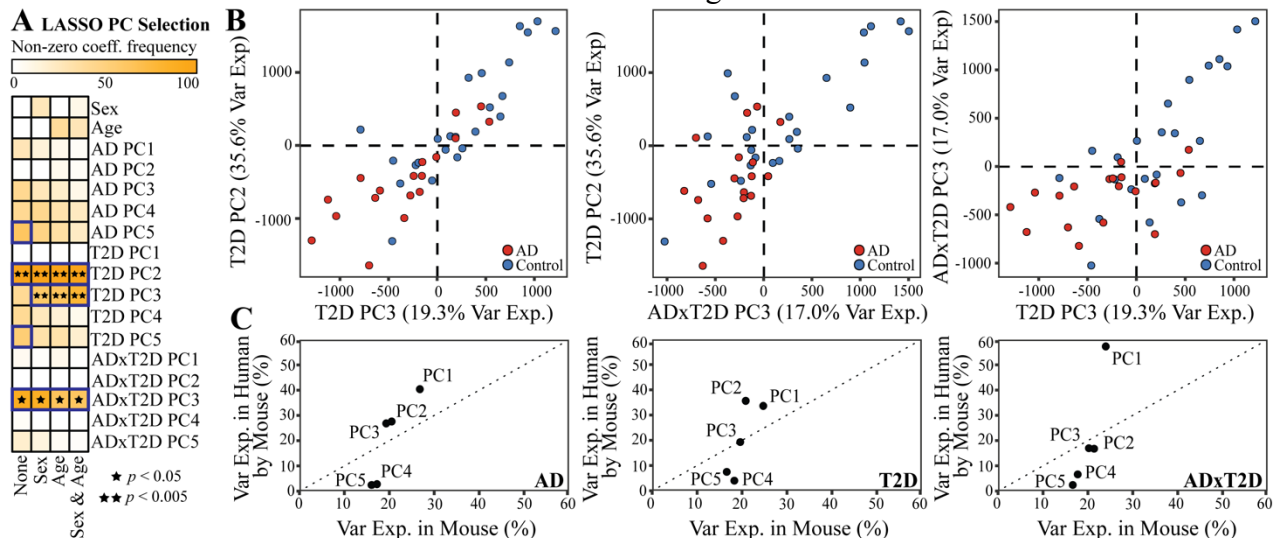 A LASSO PC Selection
Non-zero coeff. frequency
0 50 100
Sex
Age
AD PC1
AD PC2
AD PC3
AD PC4
AD PC5
T2D PC1
T2D PC2
T2D PC3
T2D PC4
T2D PC5
ADxT2D PC1
ADxT2D PC2
ADxT2D PC3
ADxT2D PC4
ADxT2D PC5
None
Sex
Age
Sex & Age
★ p < 0.05
★★ p < 0.005
B
T2D PC2 (35.6% Var Exp)
1000
0
-1000
AD
Control
-1000 -500 0 500 1000
T2D PC3 (19.3% Var Exp.)
T2D PC2 (35.6% Var Exp)
1000
0
-1000
AD
Control
-1000 -500 0 500 1000 1500
ADxT2D PC3 (17.0% Var Exp.)
ADxT2D PC3 (17.0% Var Exp)
1500
1000
500
0
-500
-1000
AD
Control
-1000 -500 0 500 1000
T2D PC3 (19.3% Var Exp.)
C
Var Exp. in Human
by Mouse (%)
60
50
40
30
20
10
0
PC1
PC2
PC3
PC4
PC5
AD
0 10 20 30 40 50 60
Var Exp. in Mouse (%)
Var Exp. in Human
by Mouse (%)
60
50
40
30
20
10
0
PC2
PC1
PC3
PC5
PC4
T2D
0 10 20 30 40 50 60
Var Exp. in Mouse (%)
Var Exp. in Human
by Mouse (%)
60
50
40
30
20
10
0
PC1
PC3
PC2
PC4
PC5
ADxT2D
0 10 20 30 40 50 60
Var Exp. in Mouse (%)